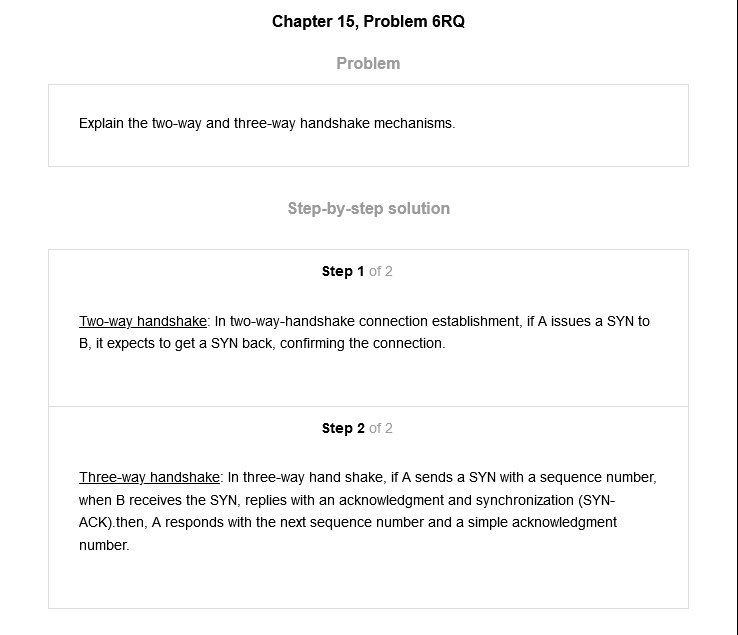 Chapter 15, Problem 6RQ
Problem
Explain the two-way and three-way handshake mechanisms.
Step-by-step solution
Step 1 of 2
Two-way handshake: In two-way-handshake connection establishment, if A issues a SYN to
B, it expects to get a SYN back, confirming the connection.
Step 2 of 2
Three-way handshake: In three-way hand shake, if A sends a SYN with a sequence number,
when B receives the SYN, replies with an acknowledgment and synchronization (SYN-
ACK).then, A responds with the next sequence number and a simple acknowledgment
number.